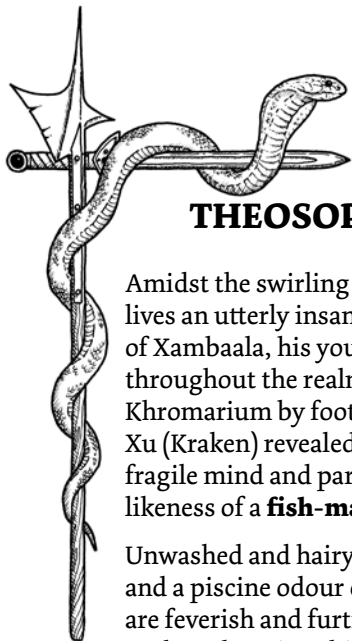 THEOSOP
Amidst the swirling
lives an utterly insan
of Xambaala, his you
throughout the realm
Khromarium by foot
Xu (Kraken) revealed
fragile mind and par
likeness of a fish-ma
Unwashed and hairy
and a piscine odour
are feverish and furt